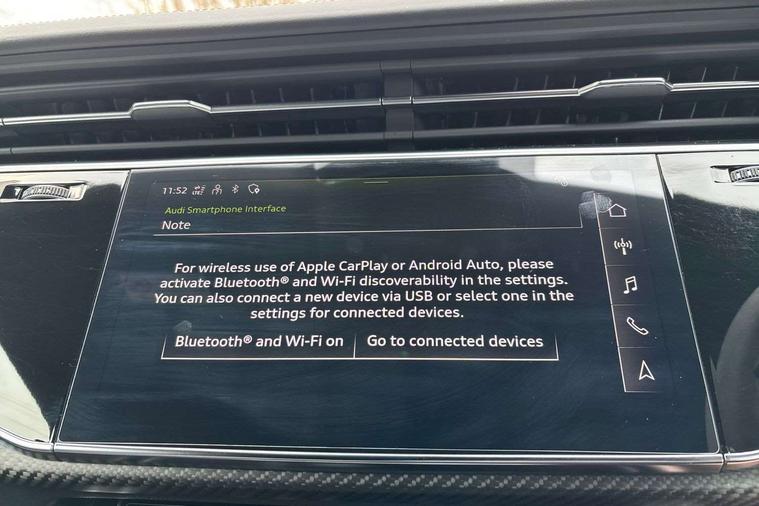 11:52
Audi Smartphone Interface
Note
For wireless use of Apple CarPlay or Android Auto, please
activate Bluetooth® and Wi-Fi discoverability in the settings.
You can also connect a new device via USB or select one in the
settings for connected devices.
Bluetooth® and Wi-Fi on Go to connected devices